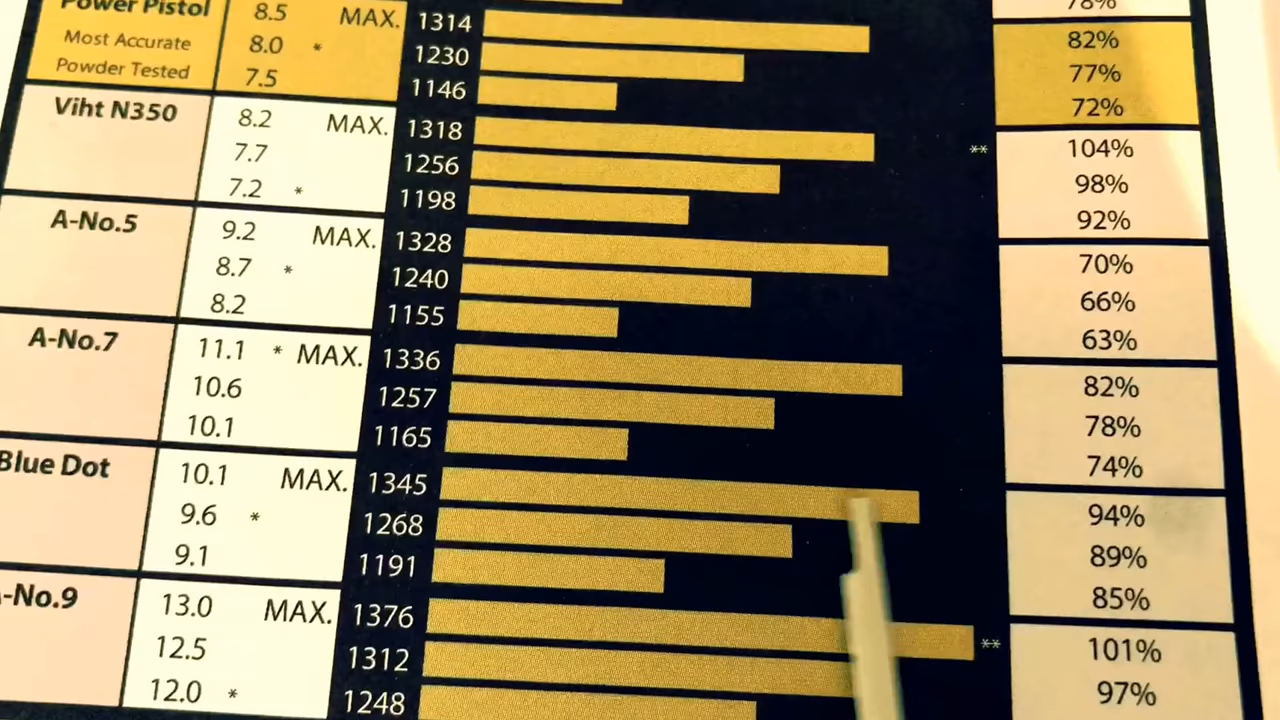 78%
Power Pistol 8.5 MAX. 1314 82%
Most Accurate 8.0 * 1230 77%
Powder Tested 7.5 1146 72%
Viht N350 8.2 MAX. 1318 ** 104%
7.7 1256 98%
7.2 * 1198 92%
A-No.5 9.2 MAX. 1328 70%
8.7 * 1240 66%
8.2 1155 63%
A-No.7 11.1 * MAX. 1336 82%
10.6 1257 78%
10.1 1165 74%
Blue Dot 10.1 MAX. 1345 94%
9.6 * 1268 89%
9.1 1191 85%
-No.9 13.0 MAX. 1376 ** 101%
12.5 1312 97%
12.0 * 1248